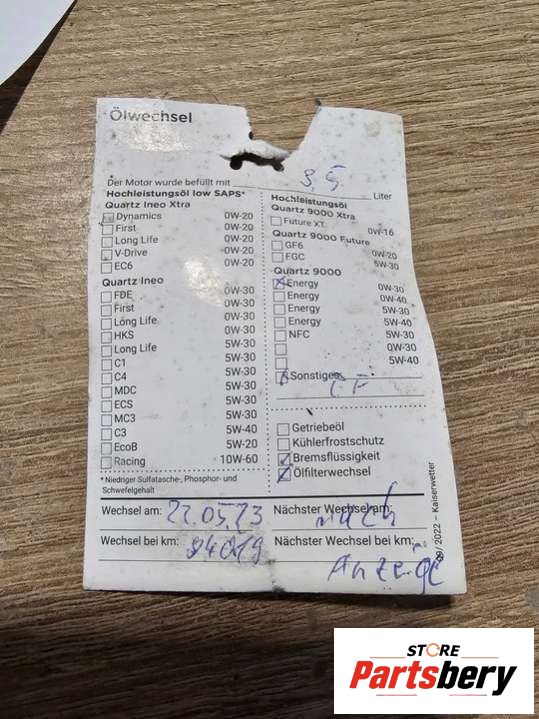 Ölwechsel
Der Motor wurde befüllt mit 3,5 Liter
Hochleistungsöl low SAPS*
Quartz Ineo Xtra
Dynamics 0W-20
First 0W-20
Long Life 0W-20
V-Drive 0W-20
EC6 0W-20
Quartz Ineo
FDE 0W-30
First 0W-30
Long Life 0W-30
HKS 0W-30
Long Life 5W-30
C1 5W-30
C4 5W-30
MDC 5W-30
ECS 5W-30
MC3 5W-30
C3 5W-40
EcoB 5W-20
Racing 10W-60
*Niedriger Sulfatasche-, Phosphor- und
Schwefelgehalt
Hochleistungsöl
Quartz 9000 Xtra
Future XT 0W-16
Quartz 9000 Future
GF6 0W-20
FGC 5W-30
Quartz 9000
Energy 0W-30
Energy 0W-40
Energy 5W-30
Energy 5W-40
NFC 5W-30
0W-30
5W-40
Sonstiges:
Getriebeöl
Kühlerfrostschutz
Bremsflüssigkeit
Ölfilterwechsel
Wechsel am: 22.05.23 Nächster Wechsel am: nach
Wechsel bei km: Nächster Wechsel bei km:
Anzeige
09/2022 – Kaiserwetter
STORE
Partsbery